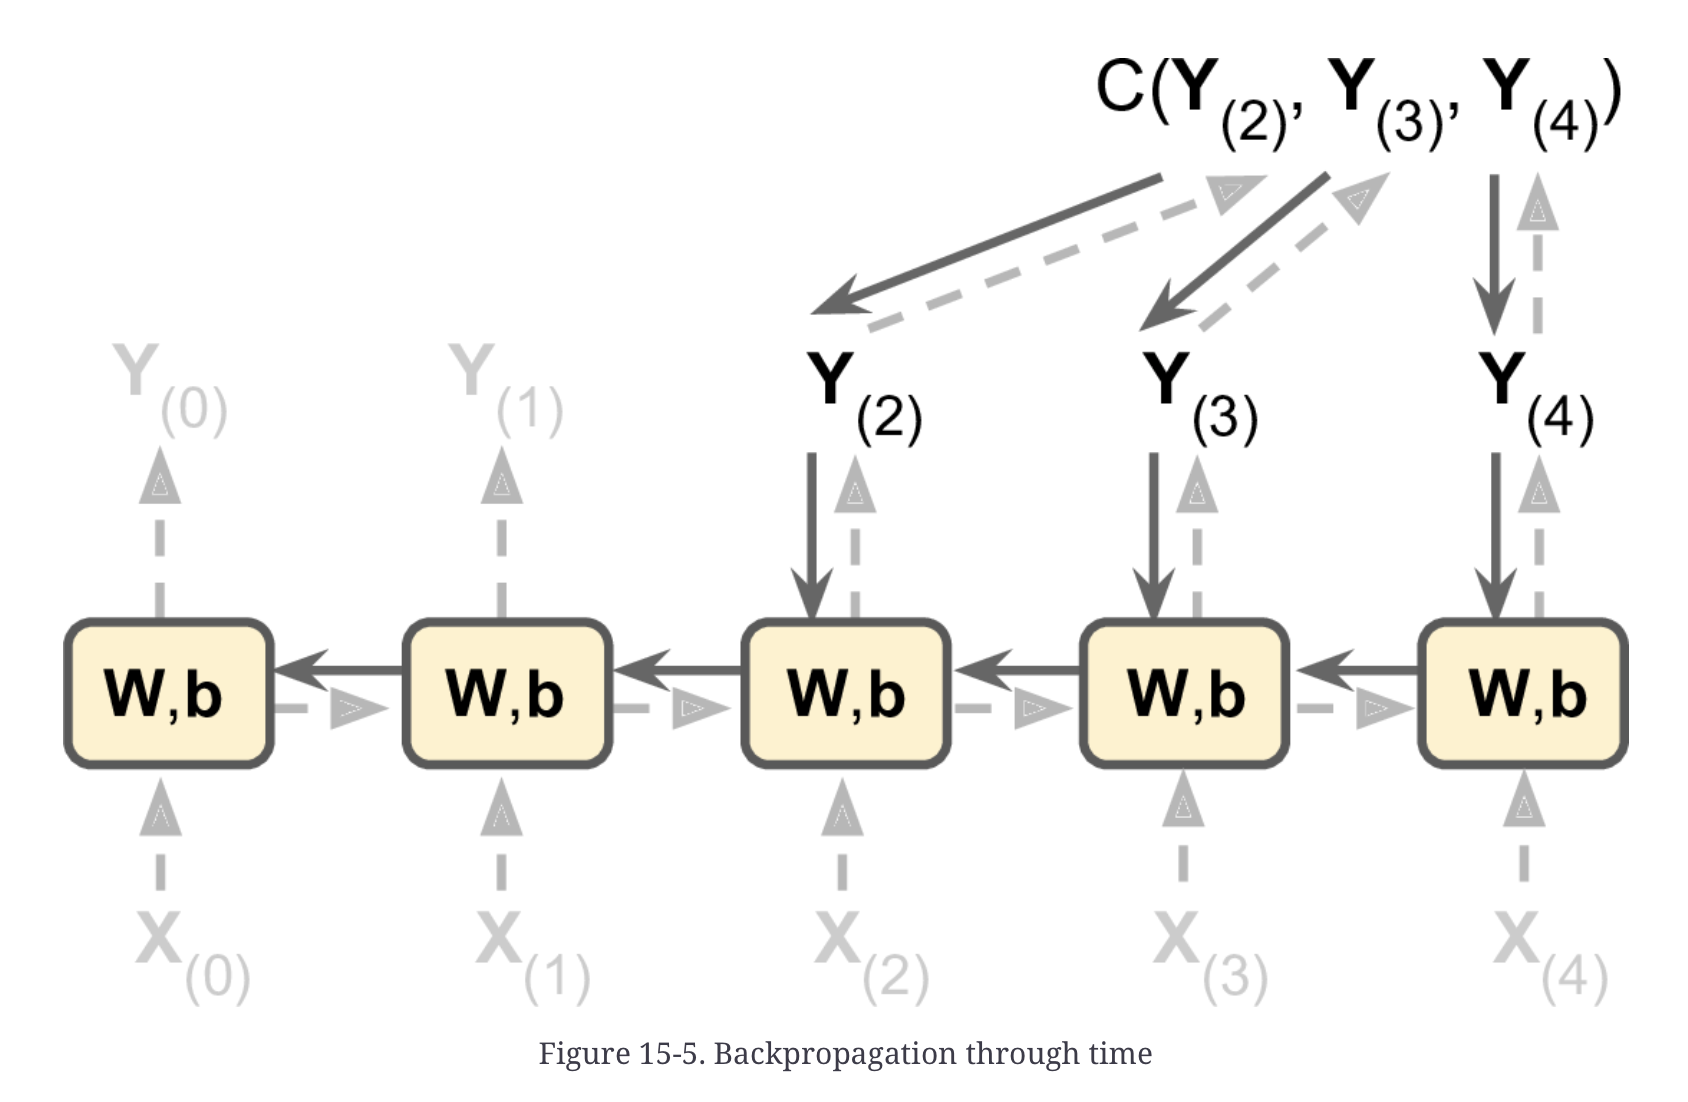 C(Y(2), Y(3), Y(4))
Y(0) Y(1) Y(2) Y(3) Y(4)
W,b W,b W,b W,b W,b
X(0) X(1) X(2) X(3) X(4)
Figure 15-5. Backpropagation through time